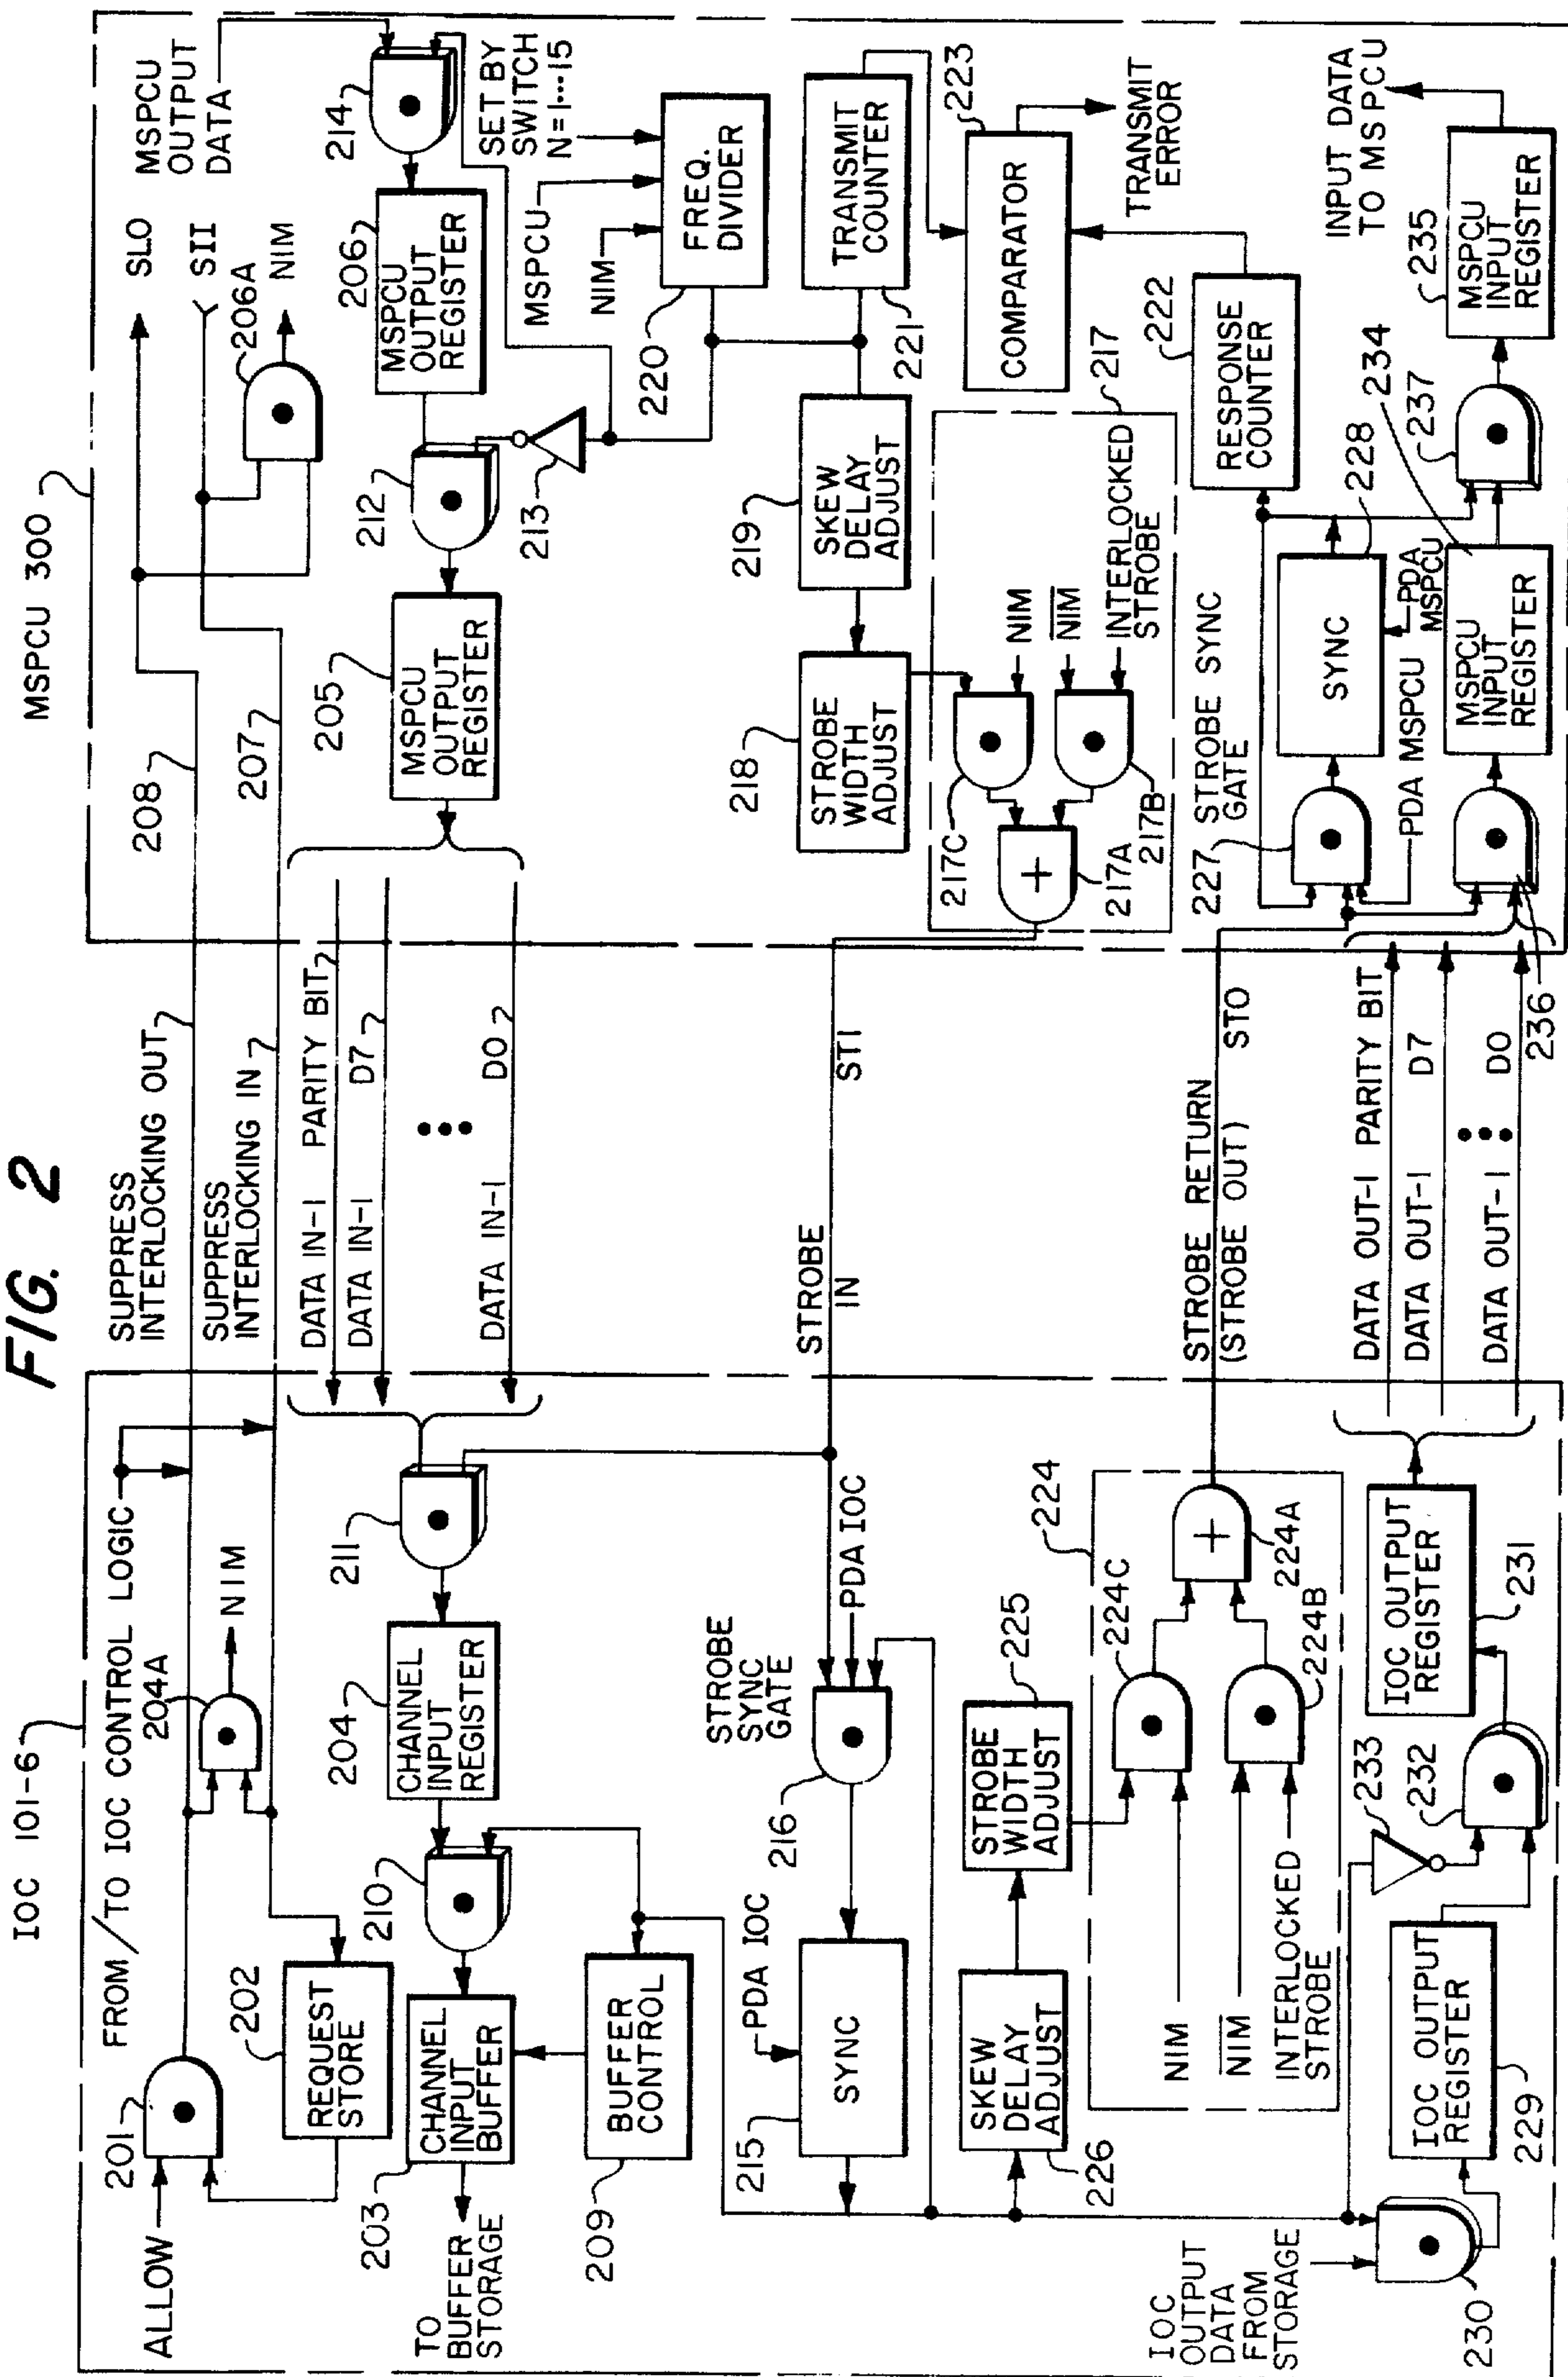 FIG. 2
IOC 101-6
MSPCU 300
FROM/TO IOC CONTROL LOGIC
ALLOW
201
202
REQUEST
STORE
204A
NIM
SUPPRESS
INTERLOCKING OUT
SUPPRESS
INTERLOCKING IN
208
207
SLO
SII
206A
NIM
MSPCU
OUTPUT
DATA
TO
BUFFER
STORAGE
203
CHANNEL
INPUT
BUFFER
210
204
CHANNEL
INPUT
REGISTER
211
DATA IN-1 PARITY BIT
DATA IN-1 D7
DATA IN-1 D0
205
MSPCU
OUTPUT
REGISTER
212
213
206
MSPCU
OUTPUT
REGISTER
214
SET BY
SWITCH
N=1...15
MSPCU
NIM
220
FREQ.
DIVIDER
209
BUFFER
CONTROL
PDA IOC
215
SYNC
216
STROBE
SYNC
GATE
PDA IOC
STROBE
IN
STI
218
STROBE
WIDTH
ADJUST
219
SKEW
DELAY
ADJUST
221
TRANSMIT
COUNTER
217
217C
217A
217B
NIM
NIM
INTERLOCKED
STROBE
COMPARATOR
223
TRANSMIT
ERROR
226
SKEW
DELAY
ADJUST
225
STROBE
WIDTH
ADJUST
224
224C
224A
224B
NIM
NIM
INTERLOCKED
STROBE
STROBE RETURN
(STROBE OUT) STO
227
STROBE SYNC
GATE
PDA MSPCU
SYNC
228
PDA
MSPCU
222
RESPONSE
COUNTER
IOC
OUTPUT
DATA
FROM
STORAGE
230
229
IOC OUTPUT
REGISTER
233
232
231
IOC OUTPUT
REGISTER
DATA OUT-1 PARITY BIT
DATA OUT-1 D7
DATA OUT-1 D0
236
MSPCU
INPUT
REGISTER
234
237
235
MSPCU
INPUT
REGISTER
INPUT DATA
TO MSPCU